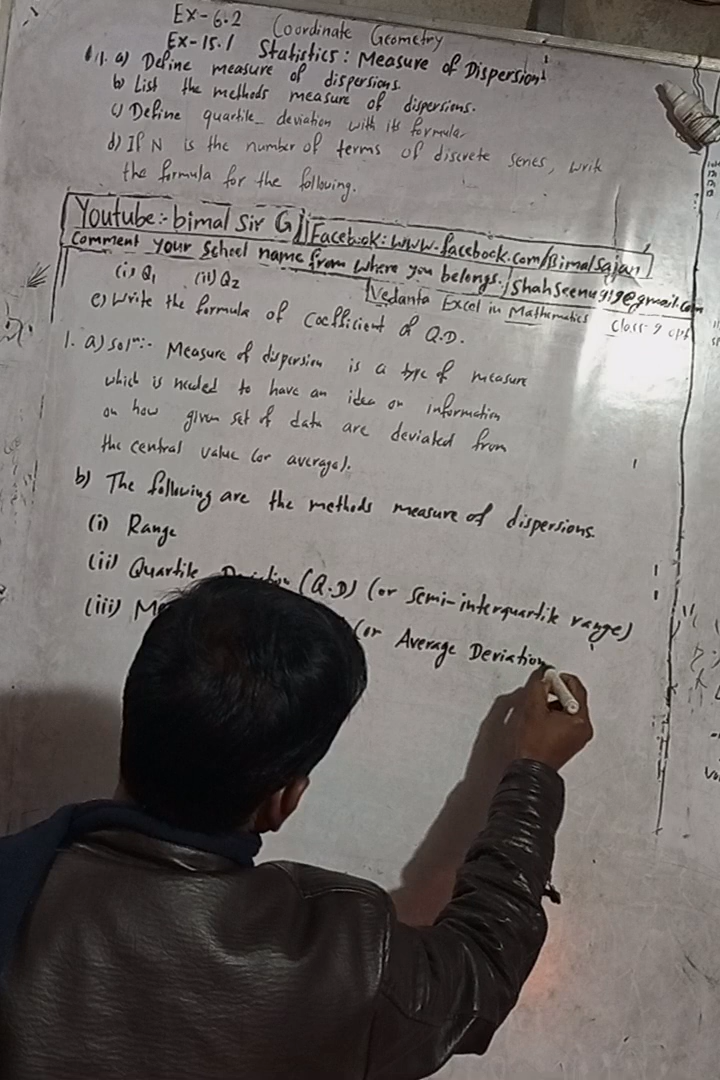 Ex-6.2 Coordinate Geometry
Ex-15.1 Statistics: Measure of Dispersion
1. a) Define measure of dispersions.
b) List the methods measure of dispersions.
c) Define quartile deviation with its formular
d) If N is the number of terms of discrete series, write
the formula for the following.
Youtube:- bimal Sir G Facebook: www.facebook.com/Bimalsajan
Comment your School name from where you belongs. Shahseenu919@gmail.com
(i) Q1 (ii) Q2 Vedanta Excel in Mathematics Class-9 opt
e) Write the formula of Coefficient of Q.D.
1. a) Solⁿ:- Measure of dispersion is a type of measure
which is needed to have an idea or information
on how given set of data are deviated from
the central value (or average).
b) The following are the methods measure of dispersions.
(i) Range
(ii) Quartile Deviation (Q.D) (or Semi-interquartile range)
(iii) (or Average Deviation